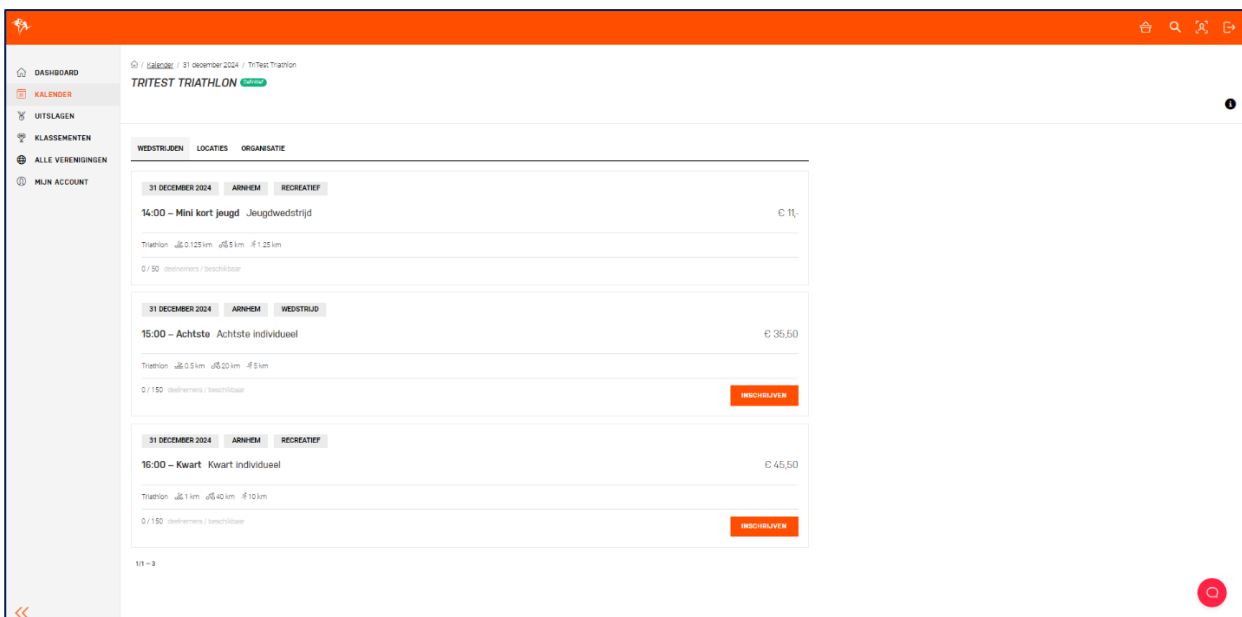 DASHBOARD
KALENDER
UITSLAGEN
KLASSEMENTEN
ALLE VERENIGINGEN
MIJN ACCOUNT
/ Kalender / 31 december 2024 / TriTest Triathlon
TRITEST TRIATHLON
WEDSTRIJDEN LOCATIES ORGANISATIE
31 DECEMBER 2024 ARNHEM RECREATIEF
14:00 – Mini kort jeugd Jeugdwedstrijd € 11,-
Triathlon 0.125 km 5 km 1.25 km
0 / 50 deelnemers / beschikbaar
31 DECEMBER 2024 ARNHEM WEDSTRIJD
15:00 – Achtste Achtste individueel € 35,50
Triathlon 0.5 km 20 km 5 km
0 / 150 deelnemers / beschikbaar
INSCHRIJVEN
31 DECEMBER 2024 ARNHEM RECREATIEF
16:00 – Kwart Kwart individueel € 45,50
Triathlon 1 km 40 km 10 km
0 / 150 deelnemers / beschikbaar
INSCHRIJVEN
1/1 – 3